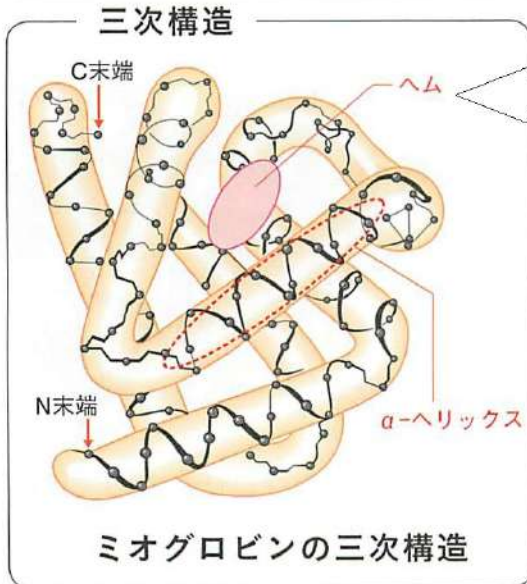 三次構造
C末端
ヘム
N末端
α-ヘリックス
ミオグロビンの三次構造